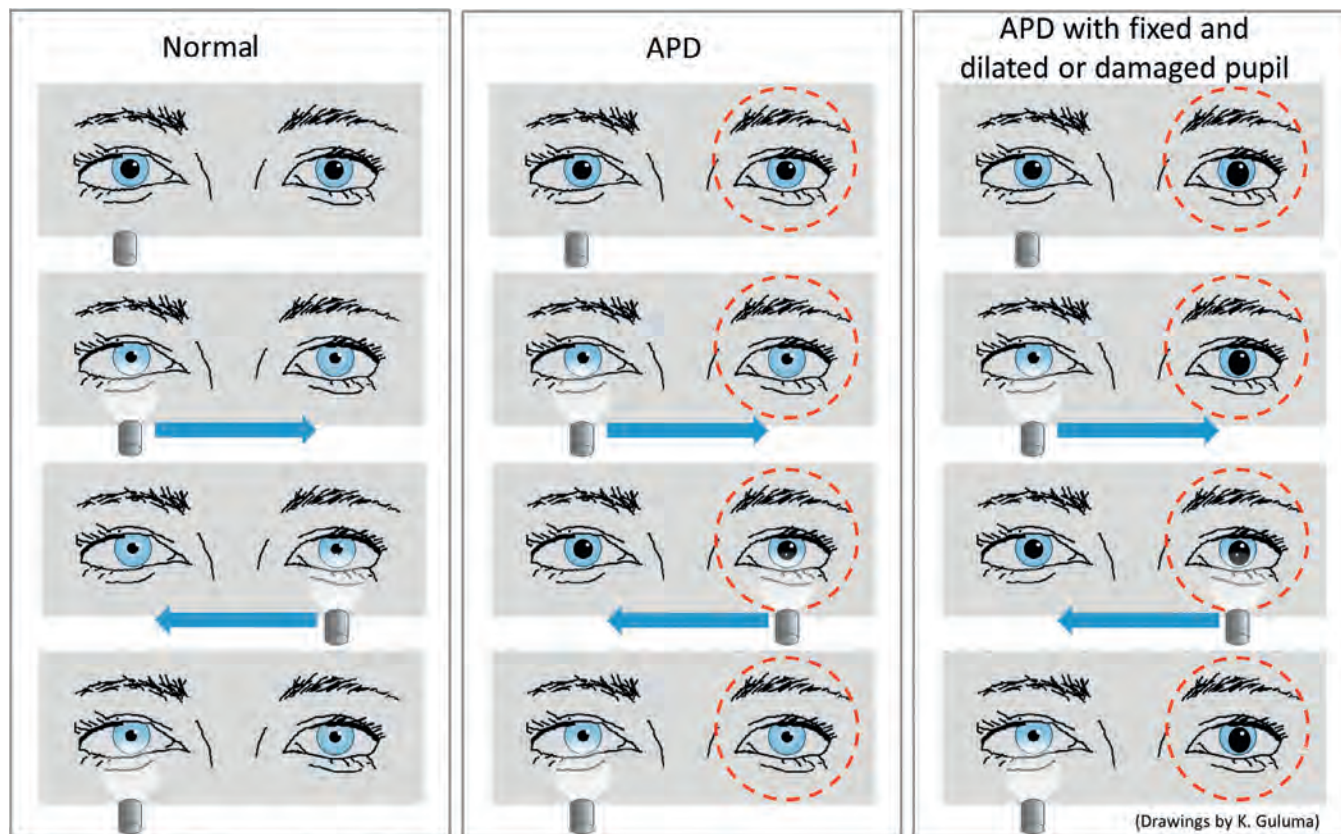 Normal
APD
APD with fixed and
dilated or damaged pupil
(Drawings by K. Guluma)